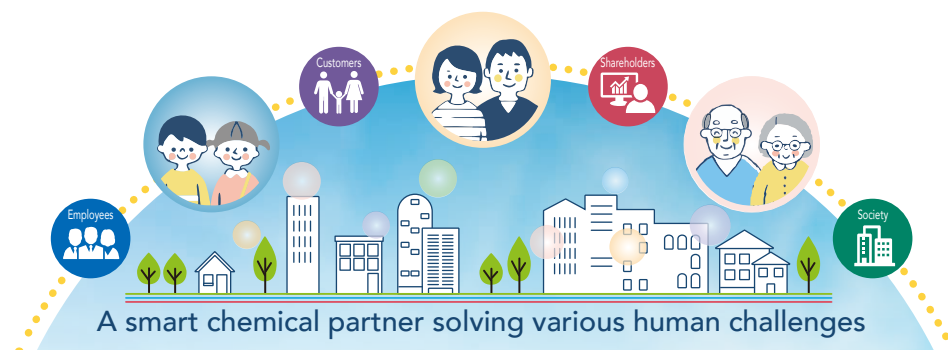 Customers
Shareholders
Employees
Society
A smart chemical partner solving various human challenges